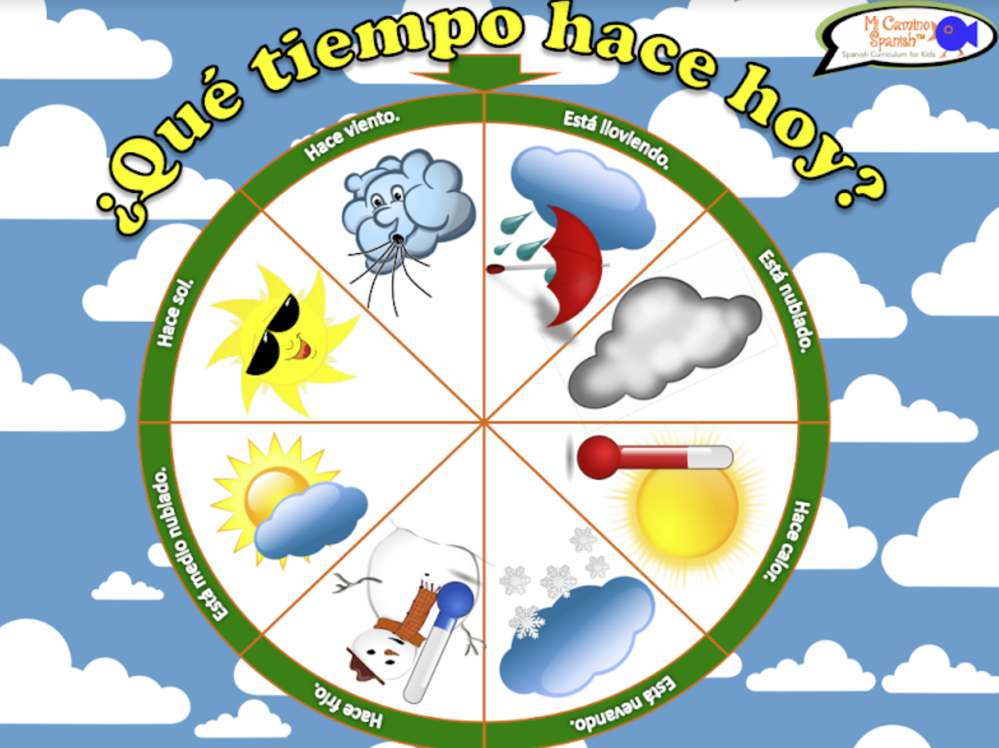 ¿Qué tiempo hace hoy?
Mi Camino
Spanish™
Spanish Curriculum for Kids
Hace viento.
Está lloviendo.
Está nublado.
Hace calor.
Está nevando.
Hace frío.
Está medio nublado.
Hace sol.